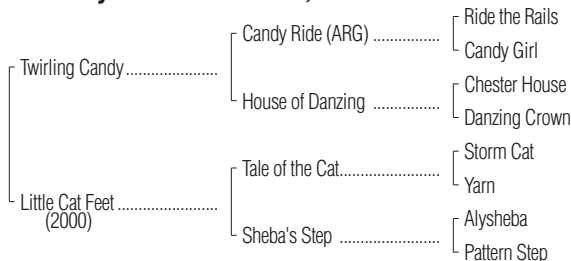 Ride the Rails
Candy Ride (ARG) ................
Candy Girl
Twirling Candy ......................
Chester House
House of Danzing ................
Danzing Crown
Storm Cat
Tale of the Cat.......................
Yarn
Little Cat Feet ........................
(2000)
Alysheba
Sheba's Step ........................
Pattern Step